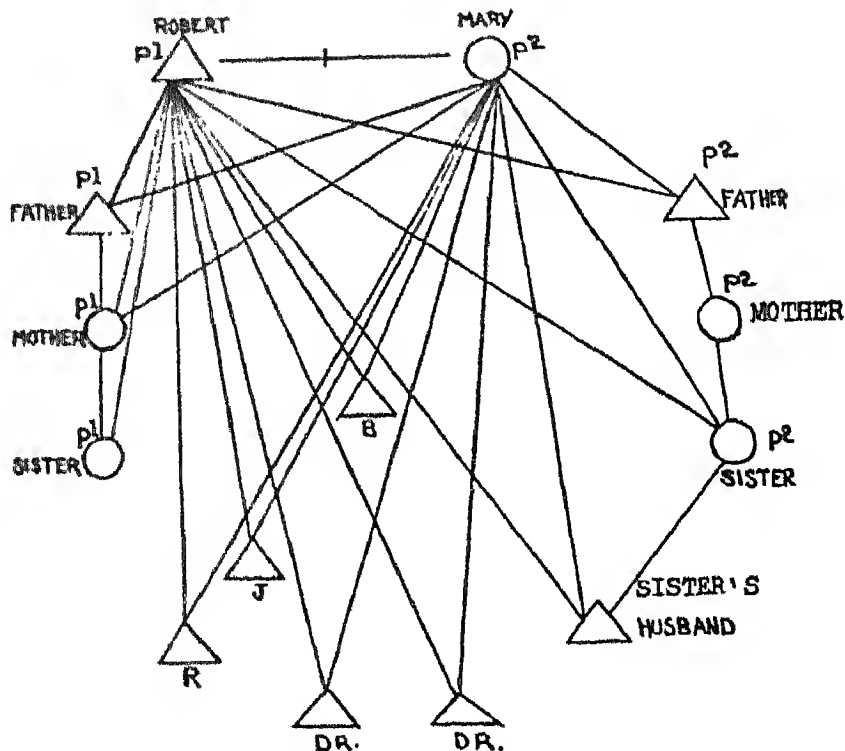 ROBERT
MARY
P1
P2
P1
FATHER
P2
FATHER
P1
MOTHER
P2
MOTHER
B
P1
SISTER
P2
SISTER
J
SISTER'S
HUSBAND
R
DR.
DR.